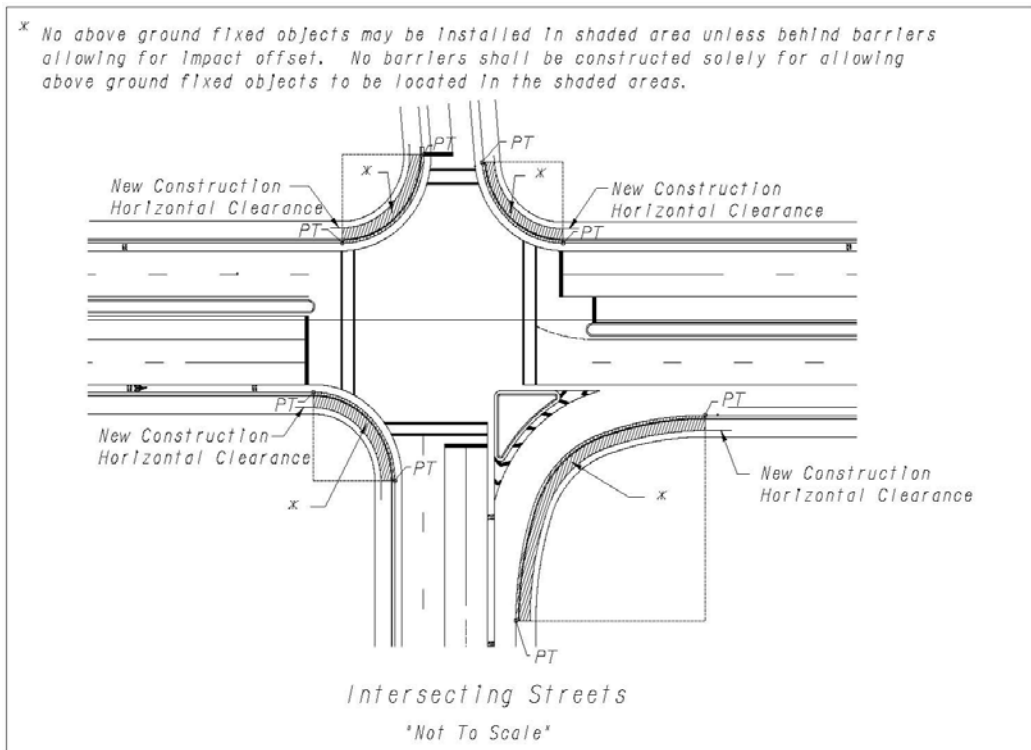 * No above ground fixed objects may be installed in shaded area unless behind barriers
allowing for impact offset. No barriers shall be constructed solely for allowing
above ground fixed objects to be located in the shaded areas.
PT
PT
*
*
New Construction
Horizontal Clearance
New Construction
Horizontal Clearance
PT
PT
PT
PT
New Construction
Horizontal Clearance
PT
New Construction
Horizontal Clearance
*
*
PT
Intersecting Streets
"Not To Scale"